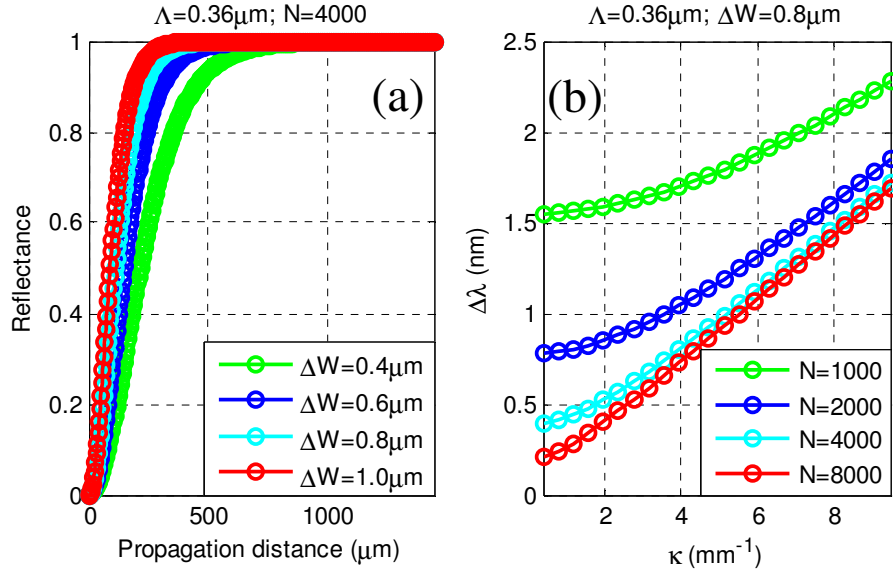 Λ=0.36μm; N=4000
(a)
1
0.8
0.6
0.4
0.2
0
0
500
1000
Reflectance
Propagation distance (μm)
ΔW=0.4μm
ΔW=0.6μm
ΔW=0.8μm
ΔW=1.0μm
Λ=0.36μm; ΔW=0.8μm
(b)
2.5
2
1.5
1
0.5
0
2
4
6
8
Δλ (nm)
κ (mm⁻¹)
N=1000
N=2000
N=4000
N=8000